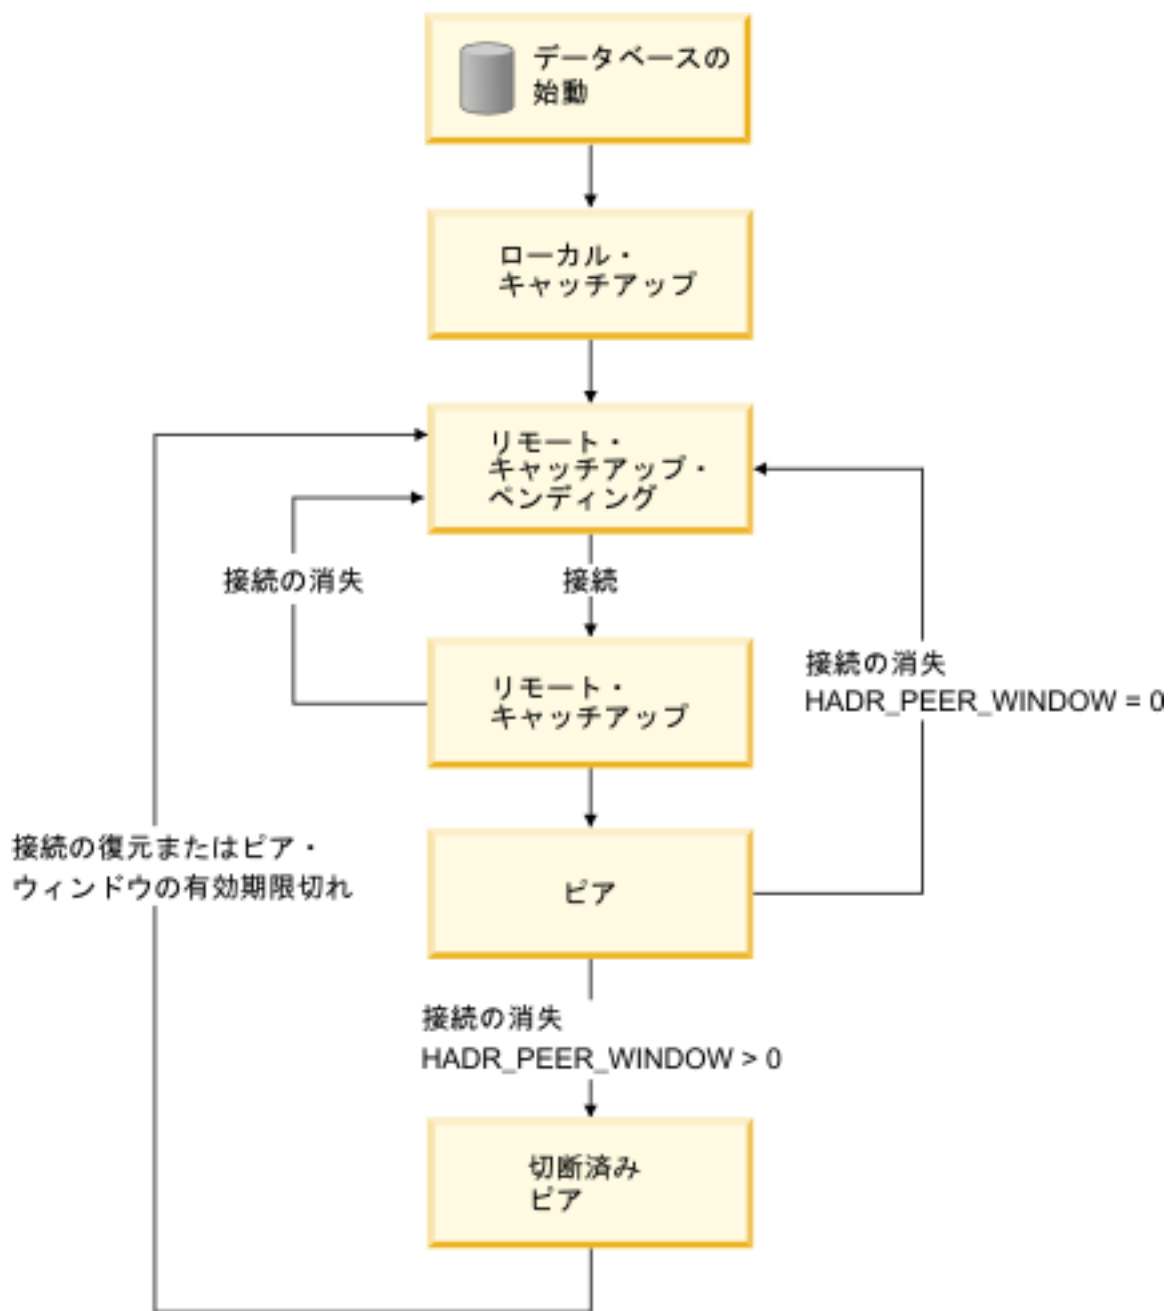 データベースの
始動
ローカル・
キャッチアップ
リモート・
キャッチアップ・
ペンディング
接続の消失
接続
リモート・
キャッチアップ
接続の消失
HADR_PEER_WINDOW = 0
接続の復元またはピア・
ウィンドウの有効期限切れ
ピア
接続の消失
HADR_PEER_WINDOW > 0
切断済み
ピア